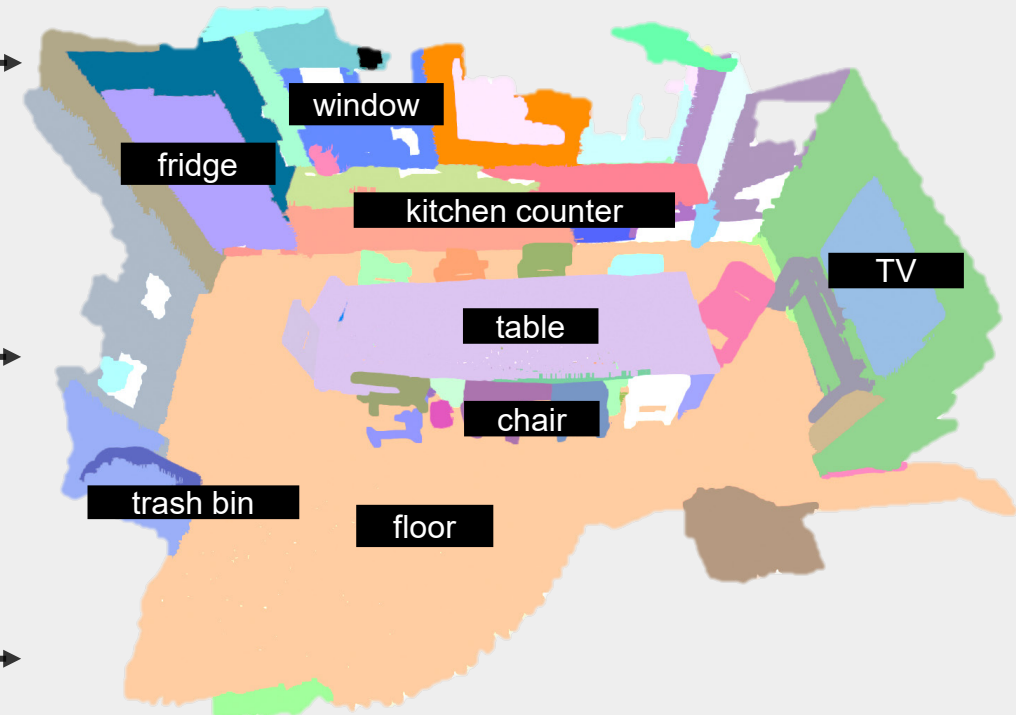 window
fridge
kitchen counter
TV
table
chair
trash bin
floor